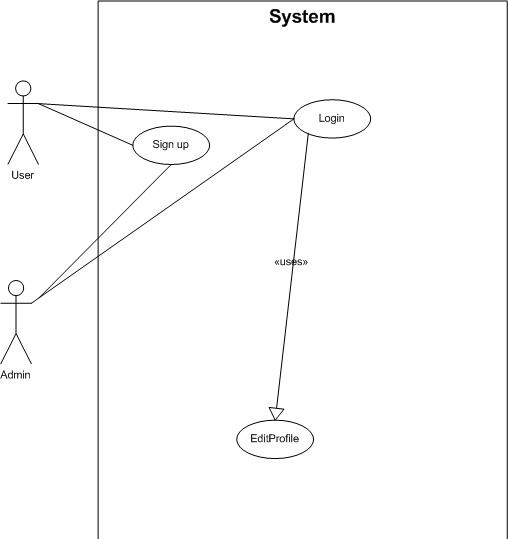 System
Login
Sign up
User
«uses»
Admin
EditProfile